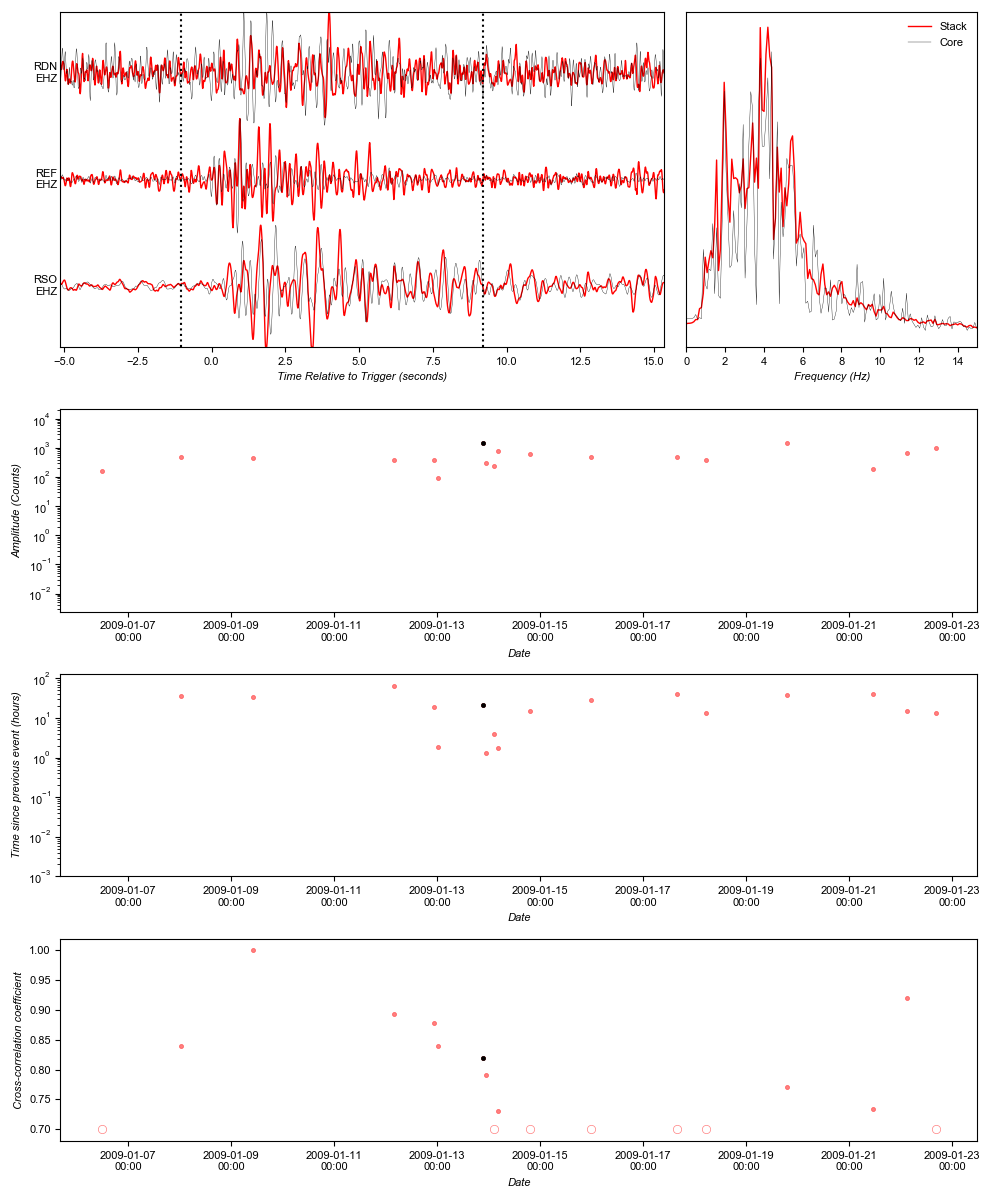 RDN
EHZ
REF
EHZ
RSO
EHZ
−5.0 −2.5 0.0 2.5 5.0 7.5 10.0 12.5 15.0
Time Relative to Trigger (seconds)
Stack
Core
0 2 4 6 8 10 12 14
Frequency (Hz)
10⁴
10³
10²
10¹
10⁰
10⁻¹
10⁻²
Amplitude (Counts)
2009-01-07 2009-01-09 2009-01-11 2009-01-13 2009-01-15 2009-01-17 2009-01-19 2009-01-21 2009-01-23
00:00 00:00 00:00 00:00 00:00 00:00 00:00 00:00 00:00
Date
10²
10¹
10⁰
10⁻¹
10⁻²
10⁻³
Time since previous event (hours)
2009-01-07 2009-01-09 2009-01-11 2009-01-13 2009-01-15 2009-01-17 2009-01-19 2009-01-21 2009-01-23
00:00 00:00 00:00 00:00 00:00 00:00 00:00 00:00 00:00
Date
1.00
0.95
0.90
0.85
0.80
0.75
0.70
Cross-correlation coefficient
2009-01-07 2009-01-09 2009-01-11 2009-01-13 2009-01-15 2009-01-17 2009-01-19 2009-01-21 2009-01-23
00:00 00:00 00:00 00:00 00:00 00:00 00:00 00:00 00:00
Date